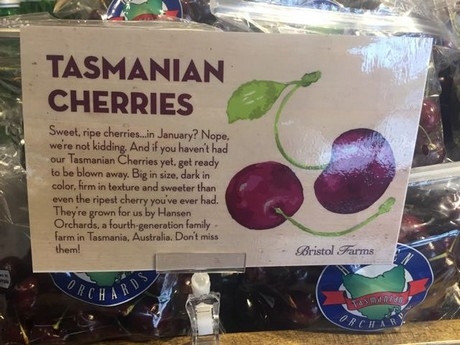 TASMANIAN
CHERRIES
Sweet, ripe cherries...in January? Nope,
we're not kidding. And if you haven't had
our Tasmanian Cherries yet, get ready
to be blown away. Big in size, dark in
color, firm in texture and sweeter than
even the ripest cherry you've ever had.
They're grown for us by Hansen
Orchards, a fourth-generation family
farm in Tasmania, Australia. Don't miss
them!
Bristol Farms
ORCHARDS
Tasmania